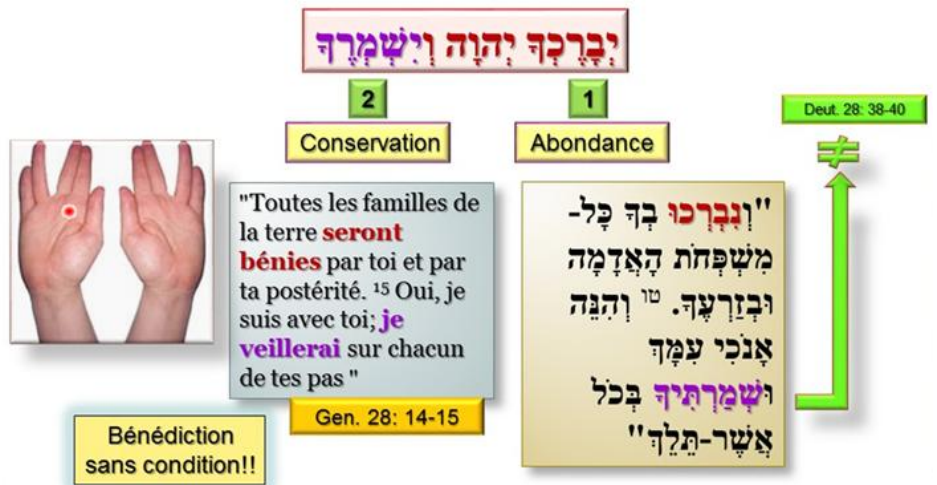 יְבָרֶכְךָ יְהוָה וְיִשְׁמְרֶךָ
2
1
Conservation
Abondance
Deut. 28: 38-40
≠
"Toutes les familles de
la terre seront
bénies par toi et par
ta postérité. ¹⁵ Oui, je
suis avec toi; je
veillerai sur chacun
de tes pas "
Gen. 28: 14-15
"וְנִבְרְכוּ בְךָ כָּל-
מִשְׁפְּחֹת הָאֲדָמָה
וּבְזַרְעֶךָ. טו וְהִנֵּה
אָנֹכִי עִמָּךְ
וּשְׁמַרְתִּיךָ בְּכֹל
אֲשֶׁר-תֵּלֵךְ"
Bénédiction
sans condition!!